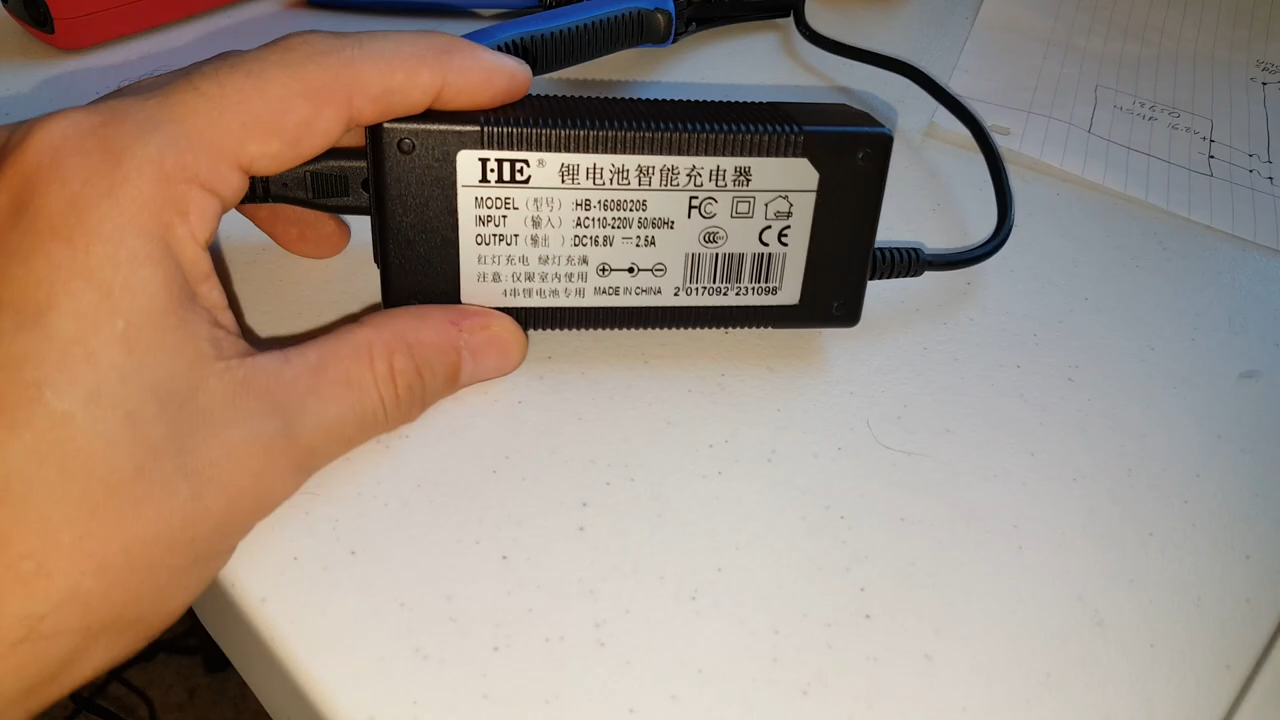 HE® 锂电池智能充电器
MODEL（型号）:HB-16080205
INPUT （输入）:AC110-220V 50/60Hz
OUTPUT（输出 ）:DC16.8V ⎓ 2.5A
FC
CCC
CE
红灯充电 绿灯充满
注意:仅限室内使用
4串锂电池专用 MADE IN CHINA
2 017092 231098